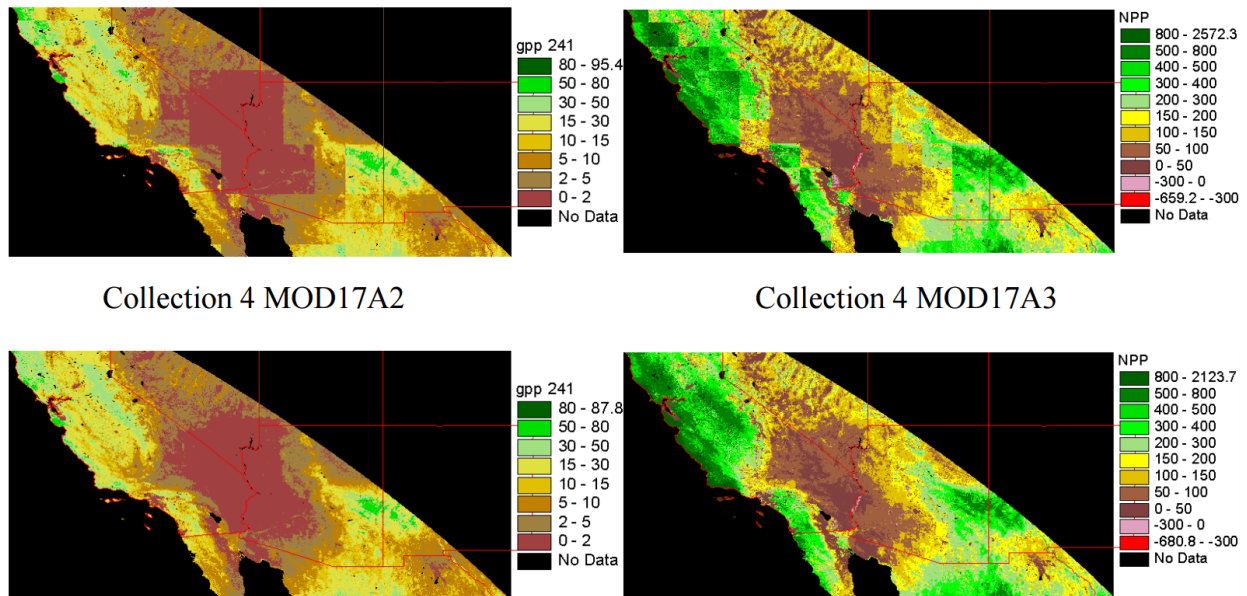 gpp 241
80 - 95.4
50 - 80
30 - 50
15 - 30
10 - 15
5 - 10
2 - 5
0 - 2
No Data
NPP
800 - 2572.3
500 - 800
400 - 500
300 - 400
200 - 300
150 - 200
100 - 150
50 - 100
0 - 50
-300 - 0
-659.2 - -300
No Data
Collection 4 MOD17A2
Collection 4 MOD17A3
gpp 241
80 - 87.8
50 - 80
30 - 50
15 - 30
10 - 15
5 - 10
2 - 5
0 - 2
No Data
NPP
800 - 2123.7
500 - 800
400 - 500
300 - 400
200 - 300
150 - 200
100 - 150
50 - 100
0 - 50
-300 - 0
-680.8 - -300
No Data